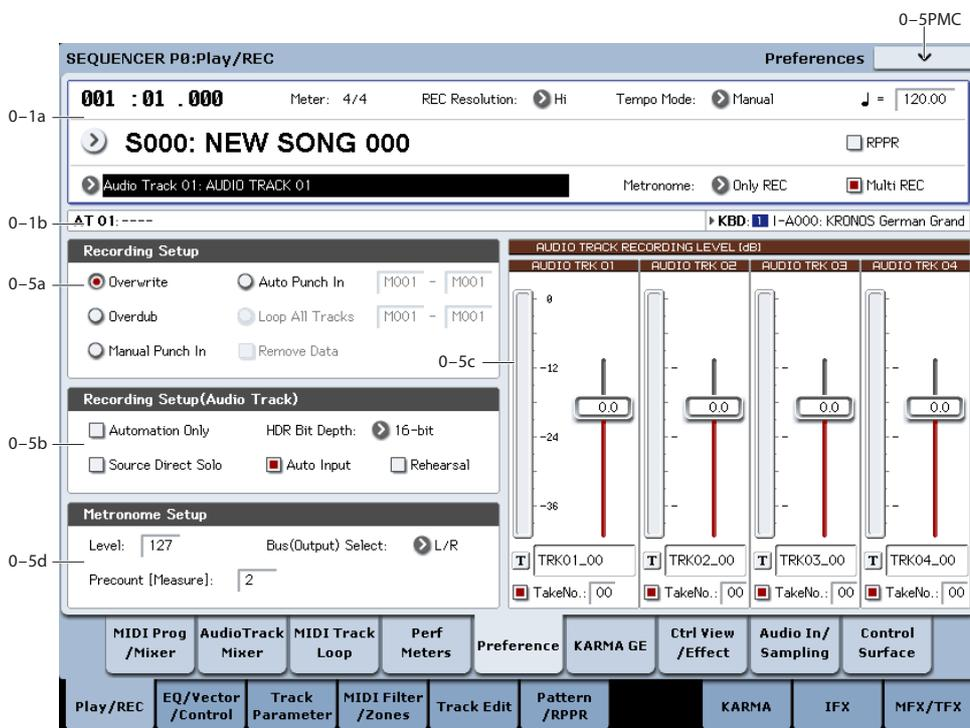 0–5PMC
SEQUENCER P0:Play/REC Preferences
0–1a
001 :01 .000 Meter: 4/4 REC Resolution: Hi Tempo Mode: Manual ♩ = 120.00
S000: NEW SONG 000 RPPR
Audio Track 01: AUDIO TRACK 01 Metronome: Only REC Multi REC
0–1b
AT 01:---- KBD: 1 I-A000: KRONOS German Grand
Recording Setup
0–5a
Overwrite Auto Punch In M001 - M001
Overdub Loop All Tracks M001 - M001
Manual Punch In Remove Data
0–5c
AUDIO TRACK RECORDING LEVEL [dB]
AUDIO TRK 01 AUDIO TRK 02 AUDIO TRK 03 AUDIO TRK 04
0
-12
0.0 0.0 0.0 0.0
-24
-36
Recording Setup(Audio Track)
0–5b
Automation Only HDR Bit Depth: 16-bit
Source Direct Solo Auto Input Rehearsal
Metronome Setup
0–5d
Level: 127 Bus(Output) Select: L/R
Precount [Measure]: 2
T TRK01_00 T TRK02_00 T TRK03_00 T TRK04_00
TakeNo.: 00 TakeNo.: 00 TakeNo.: 00 TakeNo.: 00
MIDI Prog AudioTrack MIDI Track Perf Preference KARMA GE Ctrl View Audio In/ Control
/Mixer Mixer Loop Meters /Effect Sampling Surface
Play/REC EQ/Vector Track MIDI Filter Track Edit Pattern KARMA IFX MFX/TFX
/Control Parameter /Zones /RPPR